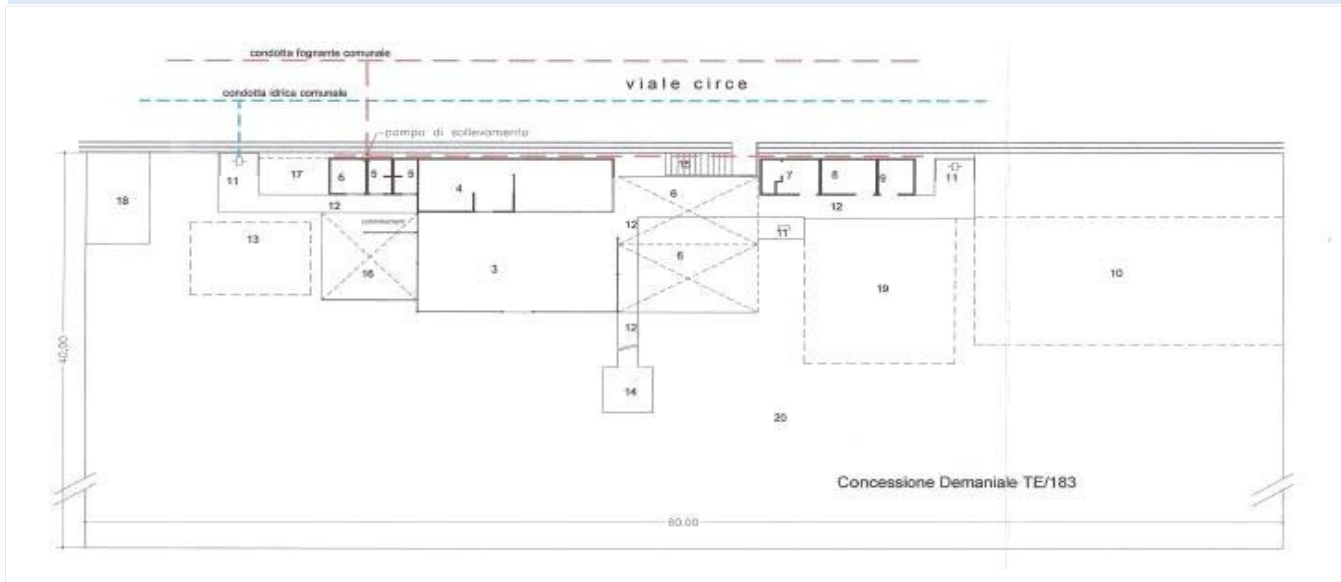 condotta fognante comunale
viale circe
condotta idrica comunale
pompa di sollevamento
15
17 6 5 5 7 8 9
11 4 11
18 6
12 12
12 11
13
3 6
16 10
19
12
40,00
14
20
Concessione Demaniale TE/183
80.00